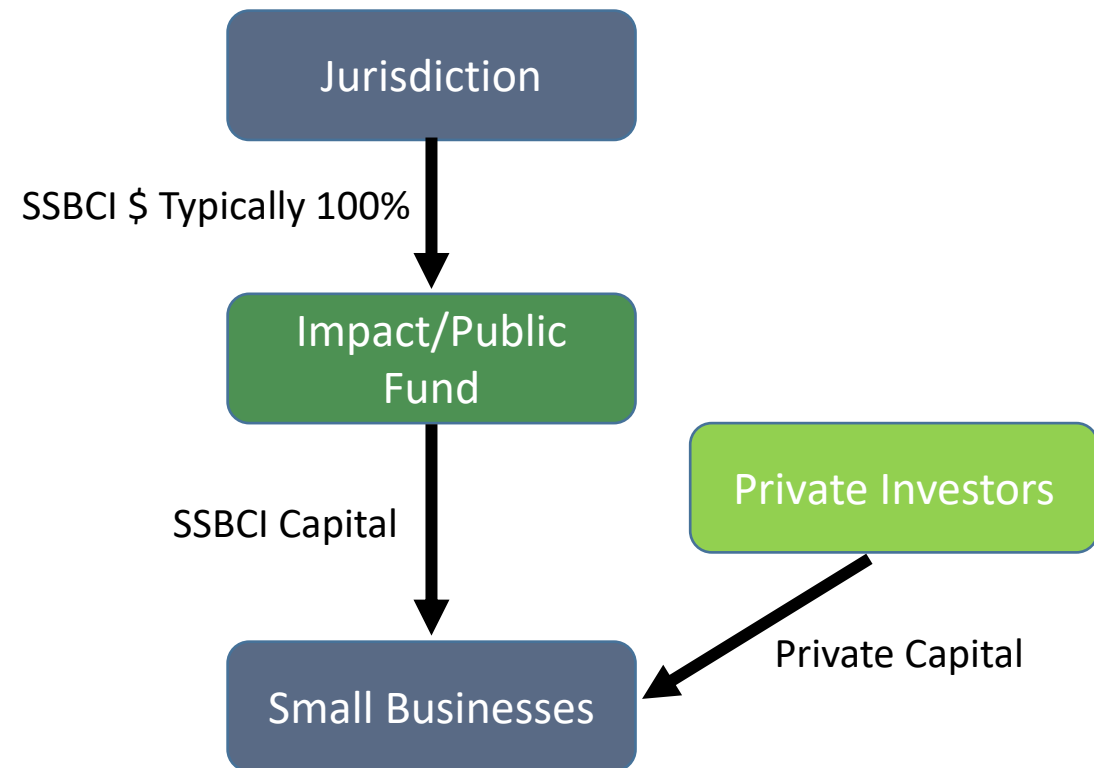 Jurisdiction
SSBCI $ Typically 100%
Impact/Public
Fund
Private Investors
SSBCI Capital
Private Capital
Small Businesses